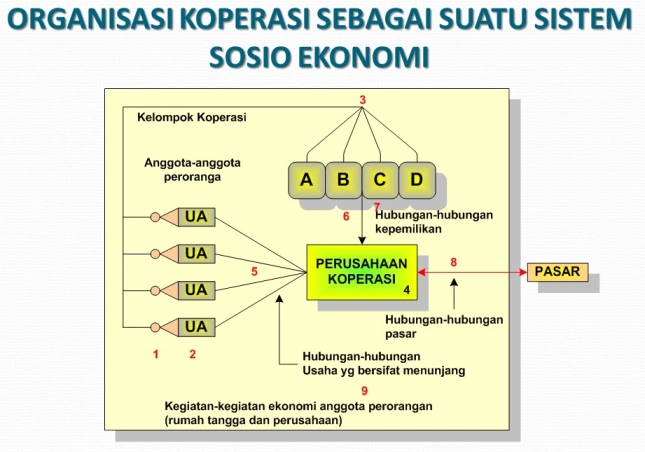 ORGANISASI KOPERASI SEBAGAI SUATU SISTEM
SOSIO EKONOMI
3
Kelompok Koperasi
Anggota-anggota
peroranga
A B C D
UA
UA
UA
UA
6
7
Hubungan-hubungan
kepemilikan
5
PERUSAHAAN
KOPERASI
4
8
PASAR
Hubungan-hubungan
pasar
1 2
Hubungan-hubungan
Usaha yg bersifat menunjang
9
Kegiatan-kegiatan ekonomi anggota perorangan
(rumah tangga dan perusahaan)